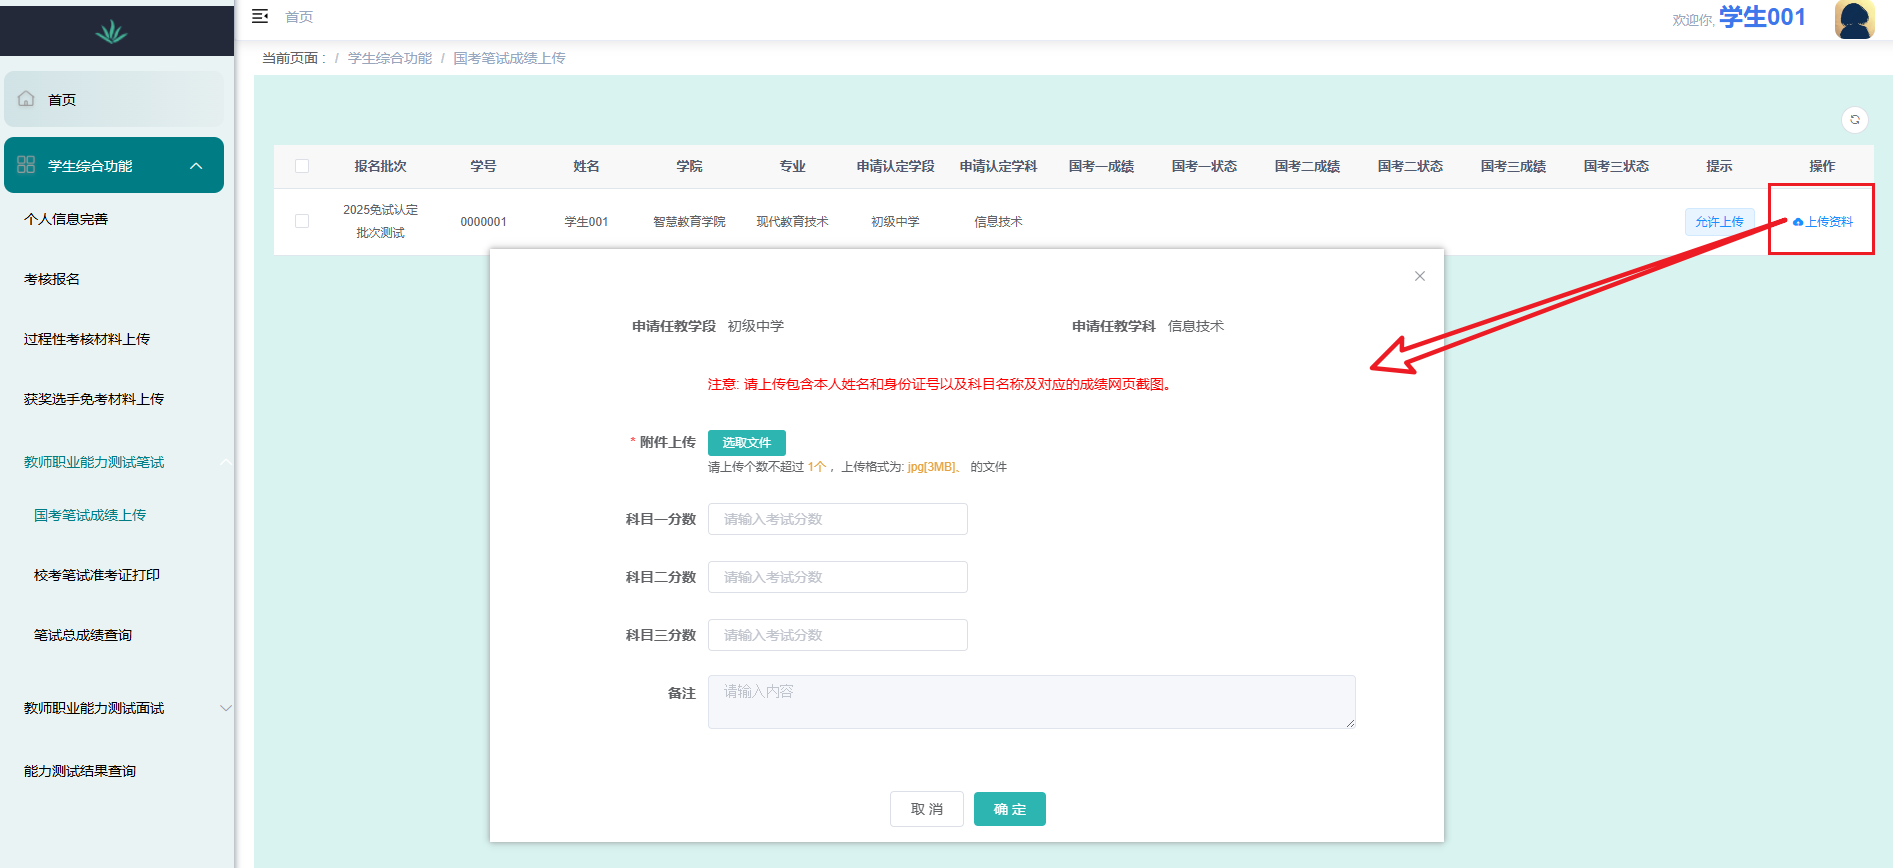 首页
欢迎你, 学生001
当前页面 : / 学生综合功能 / 国考笔试成绩上传
首页
学生综合功能
个人信息完善
考核报名
过程性考核材料上传
获奖选手免考材料上传
教师职业能力测试笔试
国考笔试成绩上传
校考笔试准考证打印
笔试总成绩查询
教师职业能力测试面试
能力测试结果查询
报名批次 学号 姓名 学院 专业 申请认定学段 申请认定学科 国考一成绩 国考一状态 国考二成绩 国考二状态 国考三成绩 国考三状态 提示 操作
2025免试认定
批次测试
0000001 学生001 智慧教育学院 现代教育技术 初级中学 信息技术 允许上传 上传资料
申请任教学段 初级中学 申请任教学科 信息技术
注意: 请上传包含本人姓名和身份证号以及科目名称及对应的成绩网页截图。
* 附件上传 选取文件
请上传个数不超过 1个 ，上传格式为: jpg[3MB]、 的文件
科目一分数 请输入考试分数
科目二分数 请输入考试分数
科目三分数 请输入考试分数
备注 请输入内容
取 消 确 定